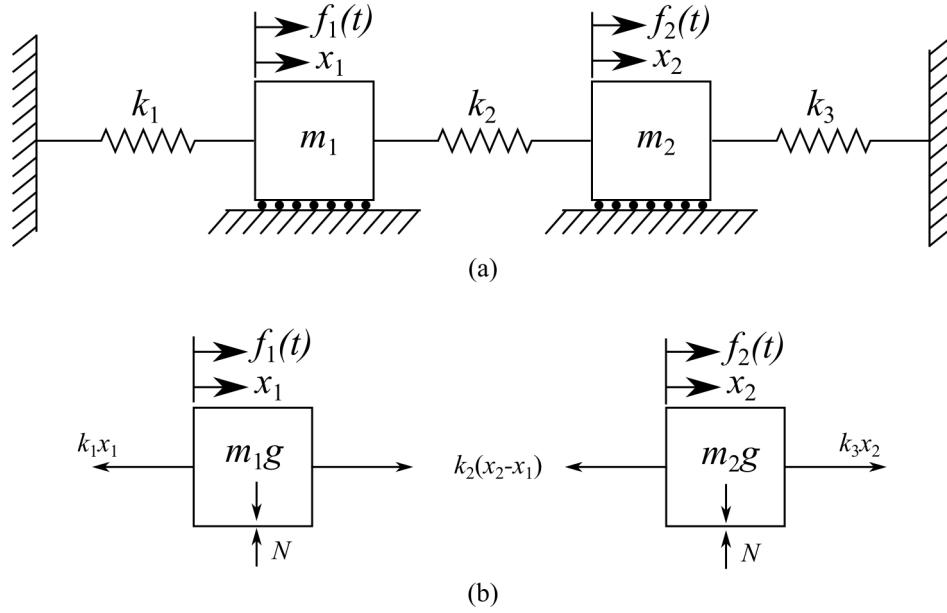 f₁(t) f₂(t)
x₁ x₂
k₁ k₂ k₃
m₁ m₂
(a)
f₁(t) f₂(t)
x₁ x₂
k₁x₁ k₃x₂
m₁g k₂(x₂-x₁) m₂g
N N
(b)